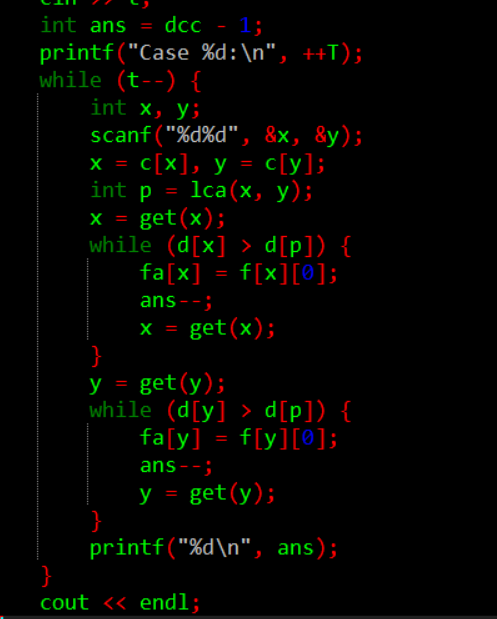 cin >> t;
int ans = dcc - 1;
printf("Case %d:\n", ++T);
while (t--) {
int x, y;
scanf("%d%d", &x, &y);
x = c[x], y = c[y];
int p = lca(x, y);
x = get(x);
while (d[x] > d[p]) {
fa[x] = f[x][0];
ans--;
x = get(x);
}
y = get(y);
while (d[y] > d[p]) {
fa[y] = f[y][0];
ans--;
y = get(y);
}
printf("%d\n", ans);
}
cout << endl;